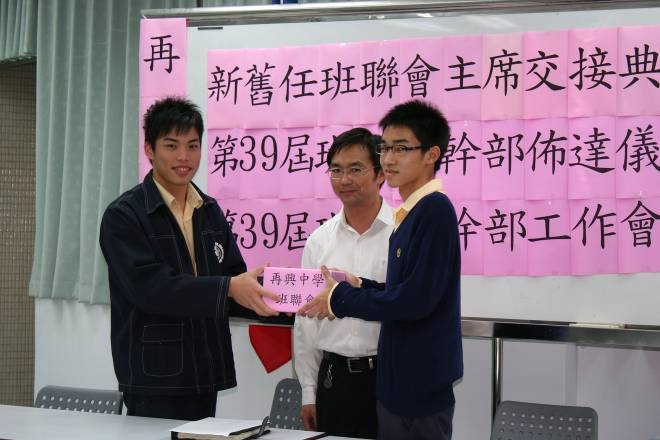 再
新舊任班聯會主席交接典
第39屆班 幹部佈達儀
第39屆班 幹部工作會
再興中學
班聯會